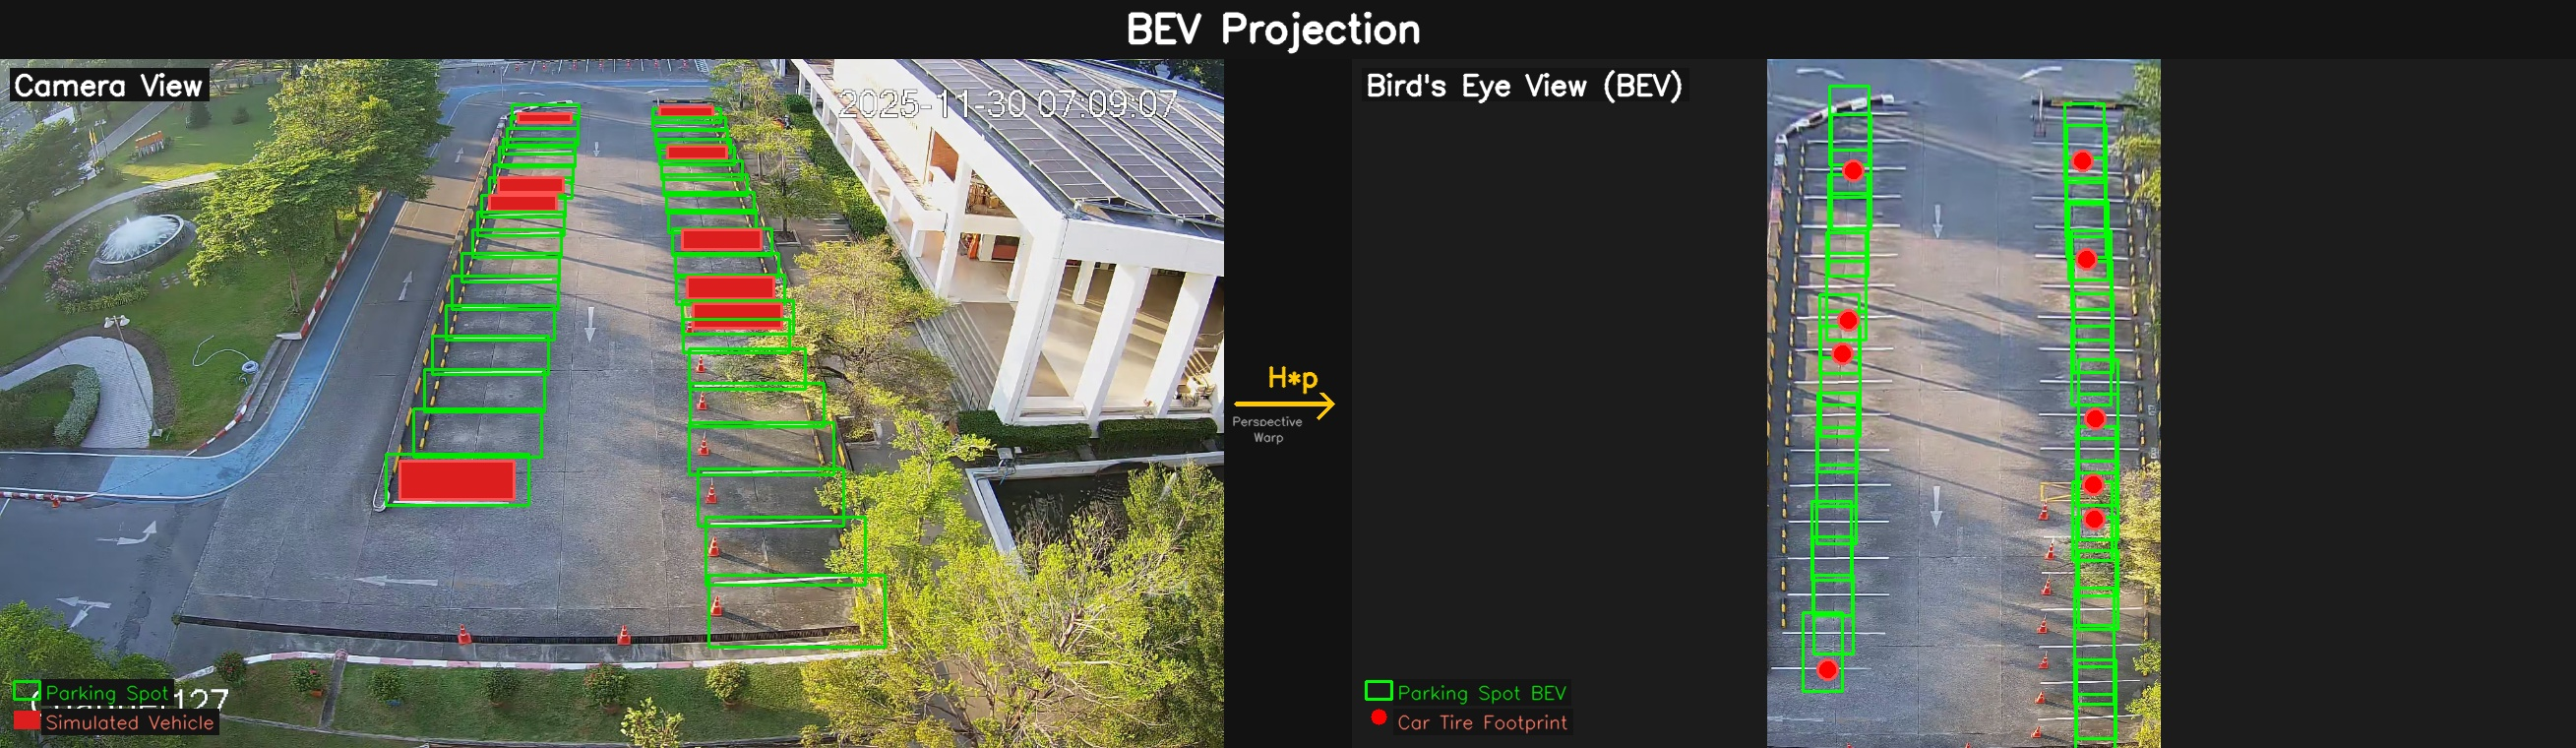 BEV Projection
Camera View
2025-11-30 07:09:07
Bird's Eye View (BEV)
H*p
Perspective
Warp
Parking Spot
127
Simulated Vehicle
Parking Spot BEV
Car Tire Footprint